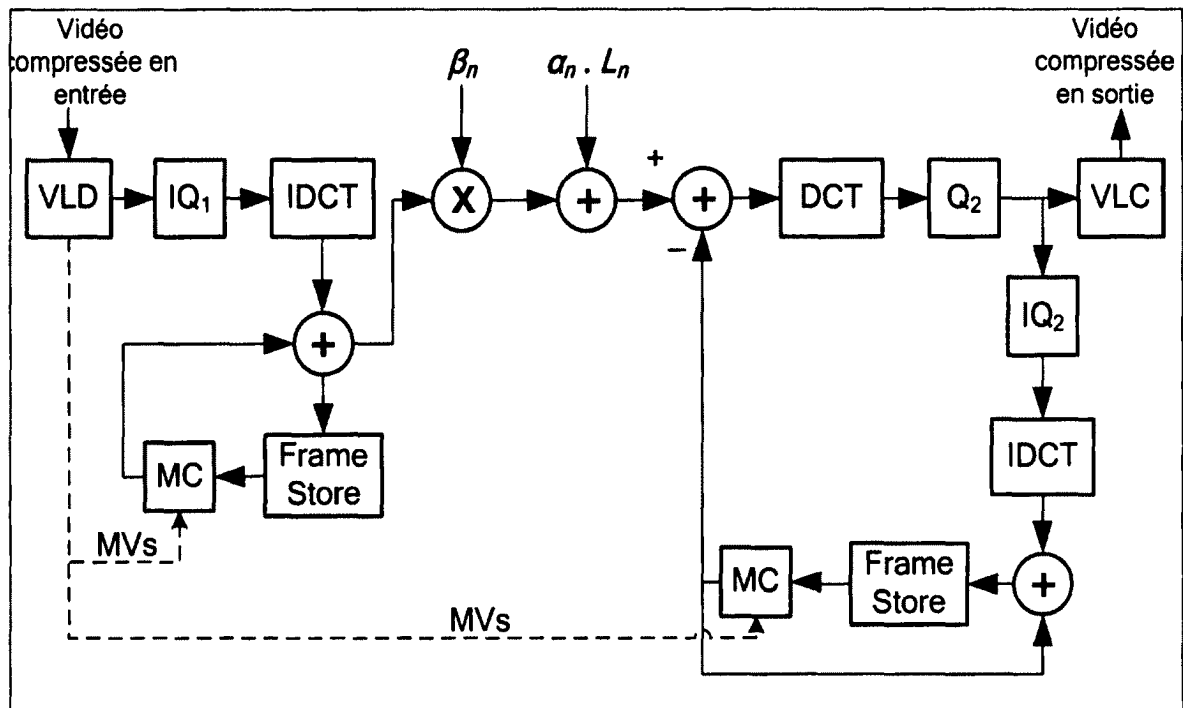 Vidéo
compressée en
entrée
βn
αn . Ln
Vidéo
compressée
en sortie
VLD
IQ1
IDCT
X
+
+
+
−
DCT
Q2
VLC
+
IQ2
MC
Frame
Store
IDCT
MVs
MC
Frame
Store
+
MVs